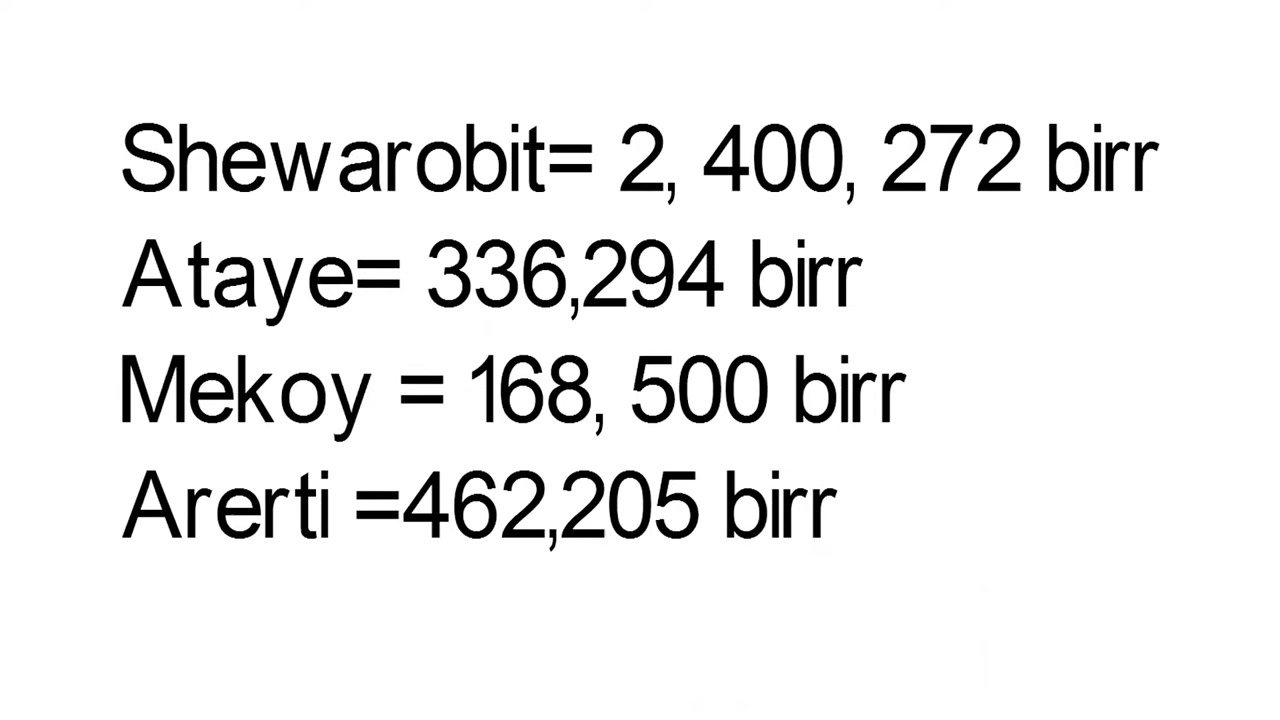 Shewarobit= 2, 400, 272 birr
Ataye= 336,294 birr
Mekoy = 168, 500 birr
Arerti =462,205 birr